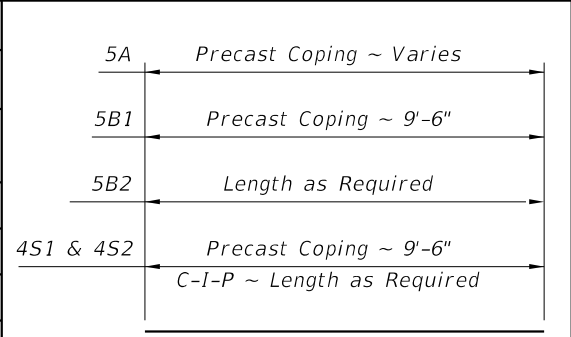 5A Precast Coping ~ Varies
5B1 Precast Coping ~ 9'-6"
5B2 Length as Required
4S1 & 4S2 Precast Coping ~ 9'-6"
C-I-P ~ Length as Required